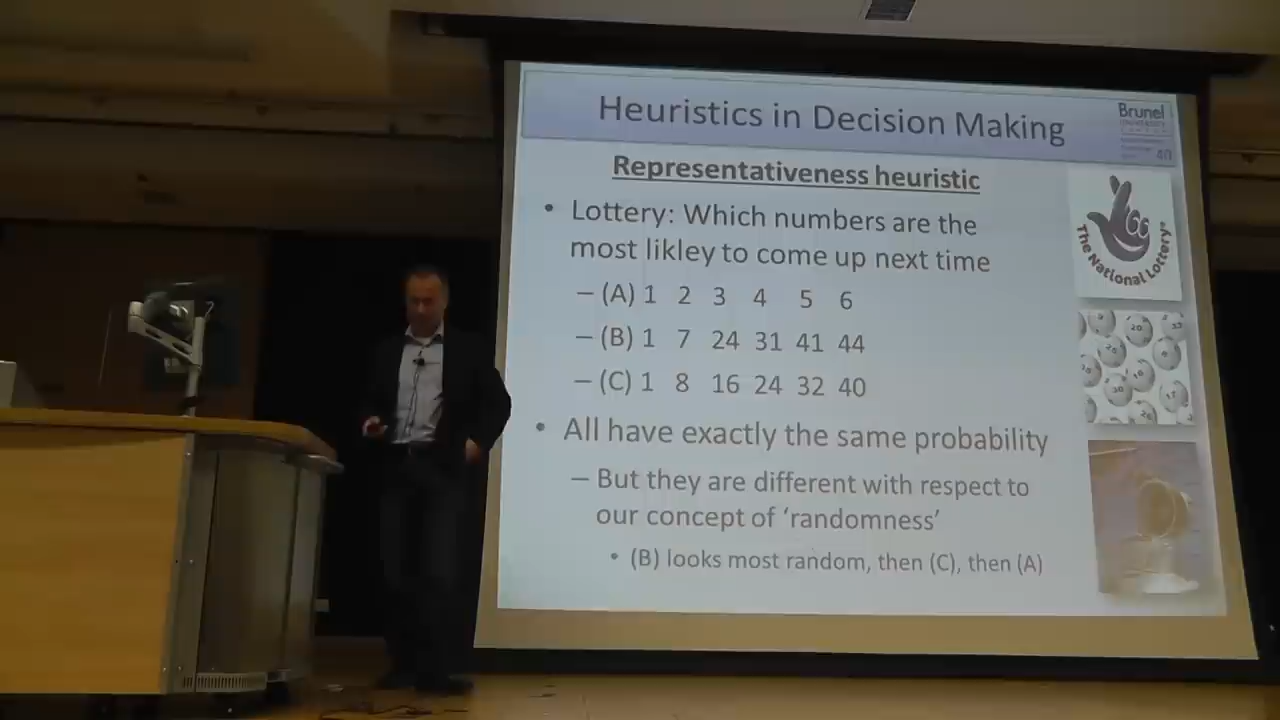 Heuristics in Decision Making
Brunel
UNIVERSITY
40
Representativeness heuristic
• Lottery: Which numbers are the
most likley to come up next time
– (A) 1 2 3 4 5 6
– (B) 1 7 24 31 41 44
– (C) 1 8 16 24 32 40
• All have exactly the same probability
– But they are different with respect to
our concept of ‘randomness’
• (B) looks most random, then (C), then (A)
The National Lottery®